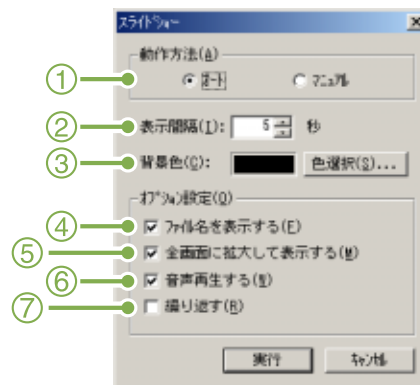 スライドショー
動作方法(A)
① オート マニュアル
② 表示間隔(I): 5 秒
③ 背景色(C): 色選択(S)...
オプション設定(O)
④ ファイル名を表示する(F)
⑤ 全画面に拡大して表示する(W)
⑥ 音声再生する(N)
⑦ 繰り返す(R)
実行 キャンセル